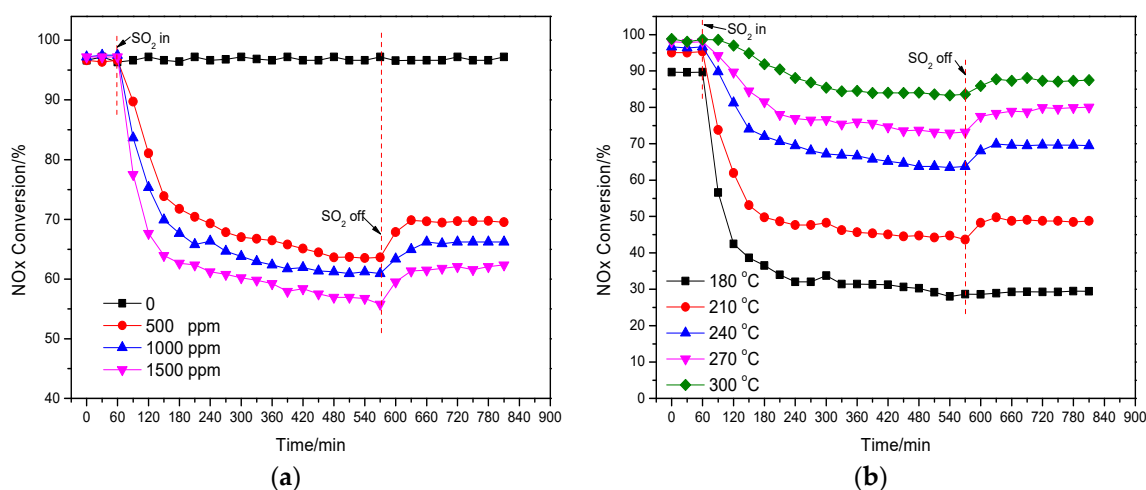 100
90
80
70
60
50
40
NOx Conversion/%
SO2 in
SO2 off
0
500 ppm
1000 ppm
1500 ppm
0 60 120 180 240 300 360 420 480 540 600 660 720 780 840 900
Time/min
(a)
100
90
80
70
60
50
40
30
20
10
0
NOx Conversion/%
SO2 in
SO2 off
180 °C
210 °C
240 °C
270 °C
300 °C
0 60 120 180 240 300 360 420 480 540 600 660 720 780 840 900
Time/min
(b)